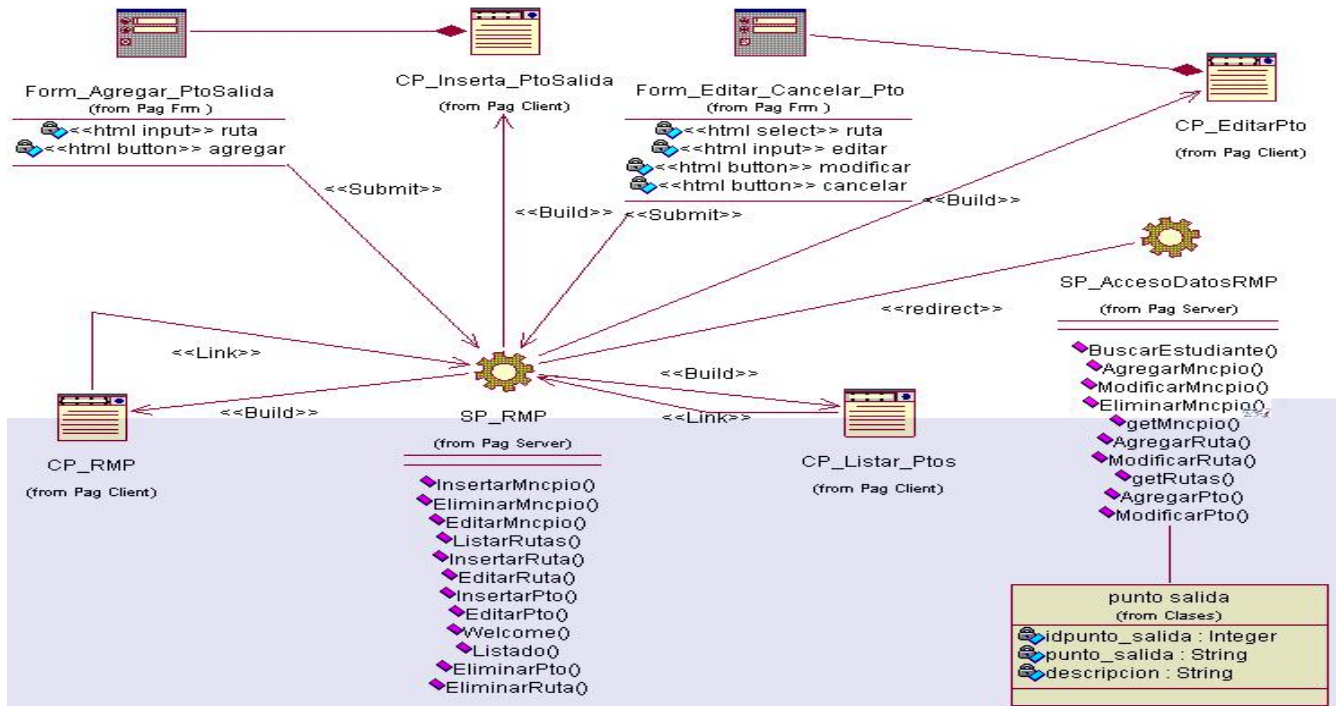 Form_Agregar_PtoSalida
(from Pag Frm )
<<html input>> ruta
<<html button>> agregar
CP_Inserta_PtoSalida
(from Pag Client)
Form_Editar_Cancelar_Pto
(from Pag Frm )
<<html select>> ruta
<<html input>> editar
<<html button>> modificar
<<html button>> cancelar
CP_EditarPto
(from Pag Client)
<<Submit>>
<<Build>>
<<Submit>>
<<Build>>
SP_AccesoDatosRMP
(from Pag Server)
BuscarEstudiante()
AgregarMncpio()
ModificarMncpio()
EliminarMncpio()
getMncpio()
AgregarRuta()
ModificarRuta()
getRutas()
AgregarPto()
ModificarPto()
<<redirect>>
<<Link>>
<<Build>>
<<Build>>
<<Link>>
CP_RMP
(from Pag Client)
SP_RMP
(from Pag Server)
InsertarMncpio()
EliminarMncpio()
EditarMncpio()
ListarRutas()
InsertarRuta()
EditarRuta()
InsertarPto()
EditarPto()
Welcome()
Listado()
EliminarPto()
EliminarRuta()
CP_Listar_Ptos
(from Pag Client)
punto salida
(from Clases)
idpunto_salida : Integer
punto_salida : String
descripcion : String